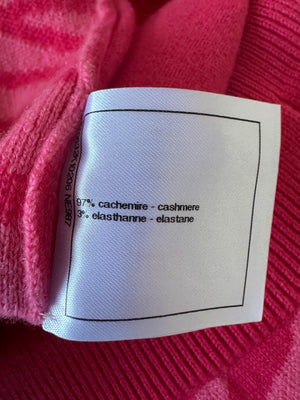 97% cachemire - cashmere
3% elasthanne - elastane